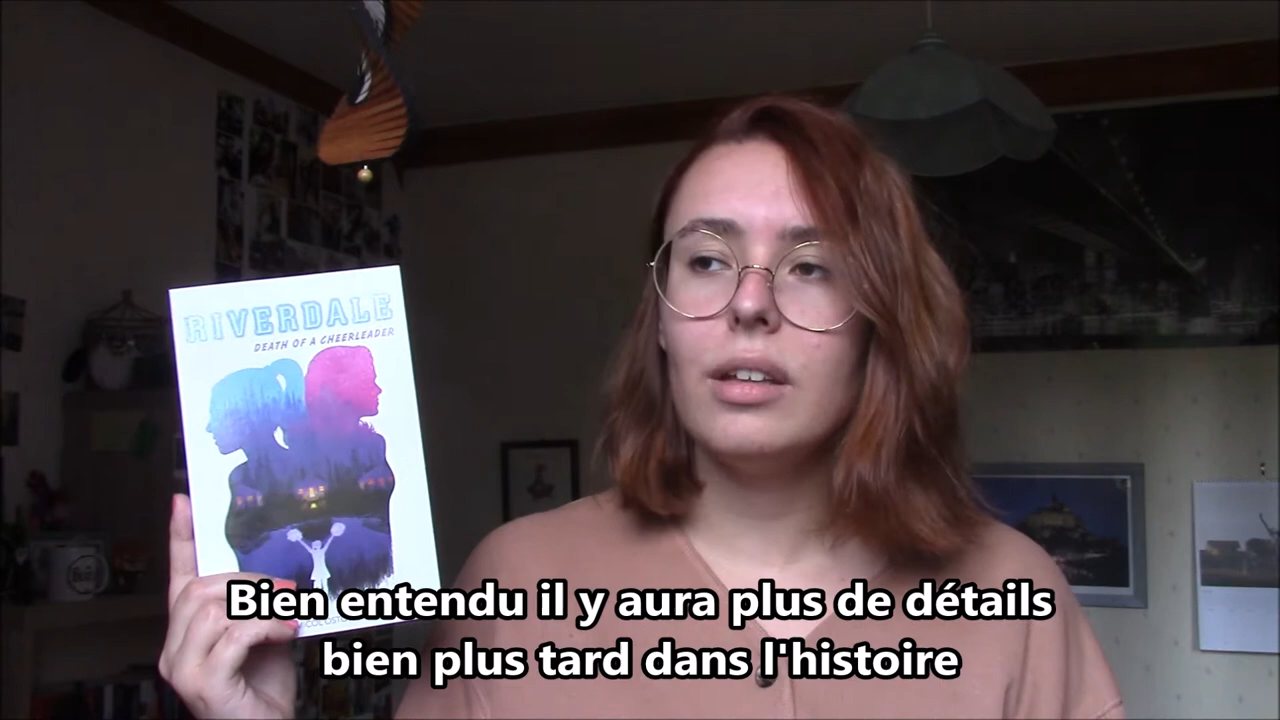 RIVERDALE
DEATH OF A CHEERLEADER
Bien entendu il y aura plus de détails
bien plus tard dans l'histoire